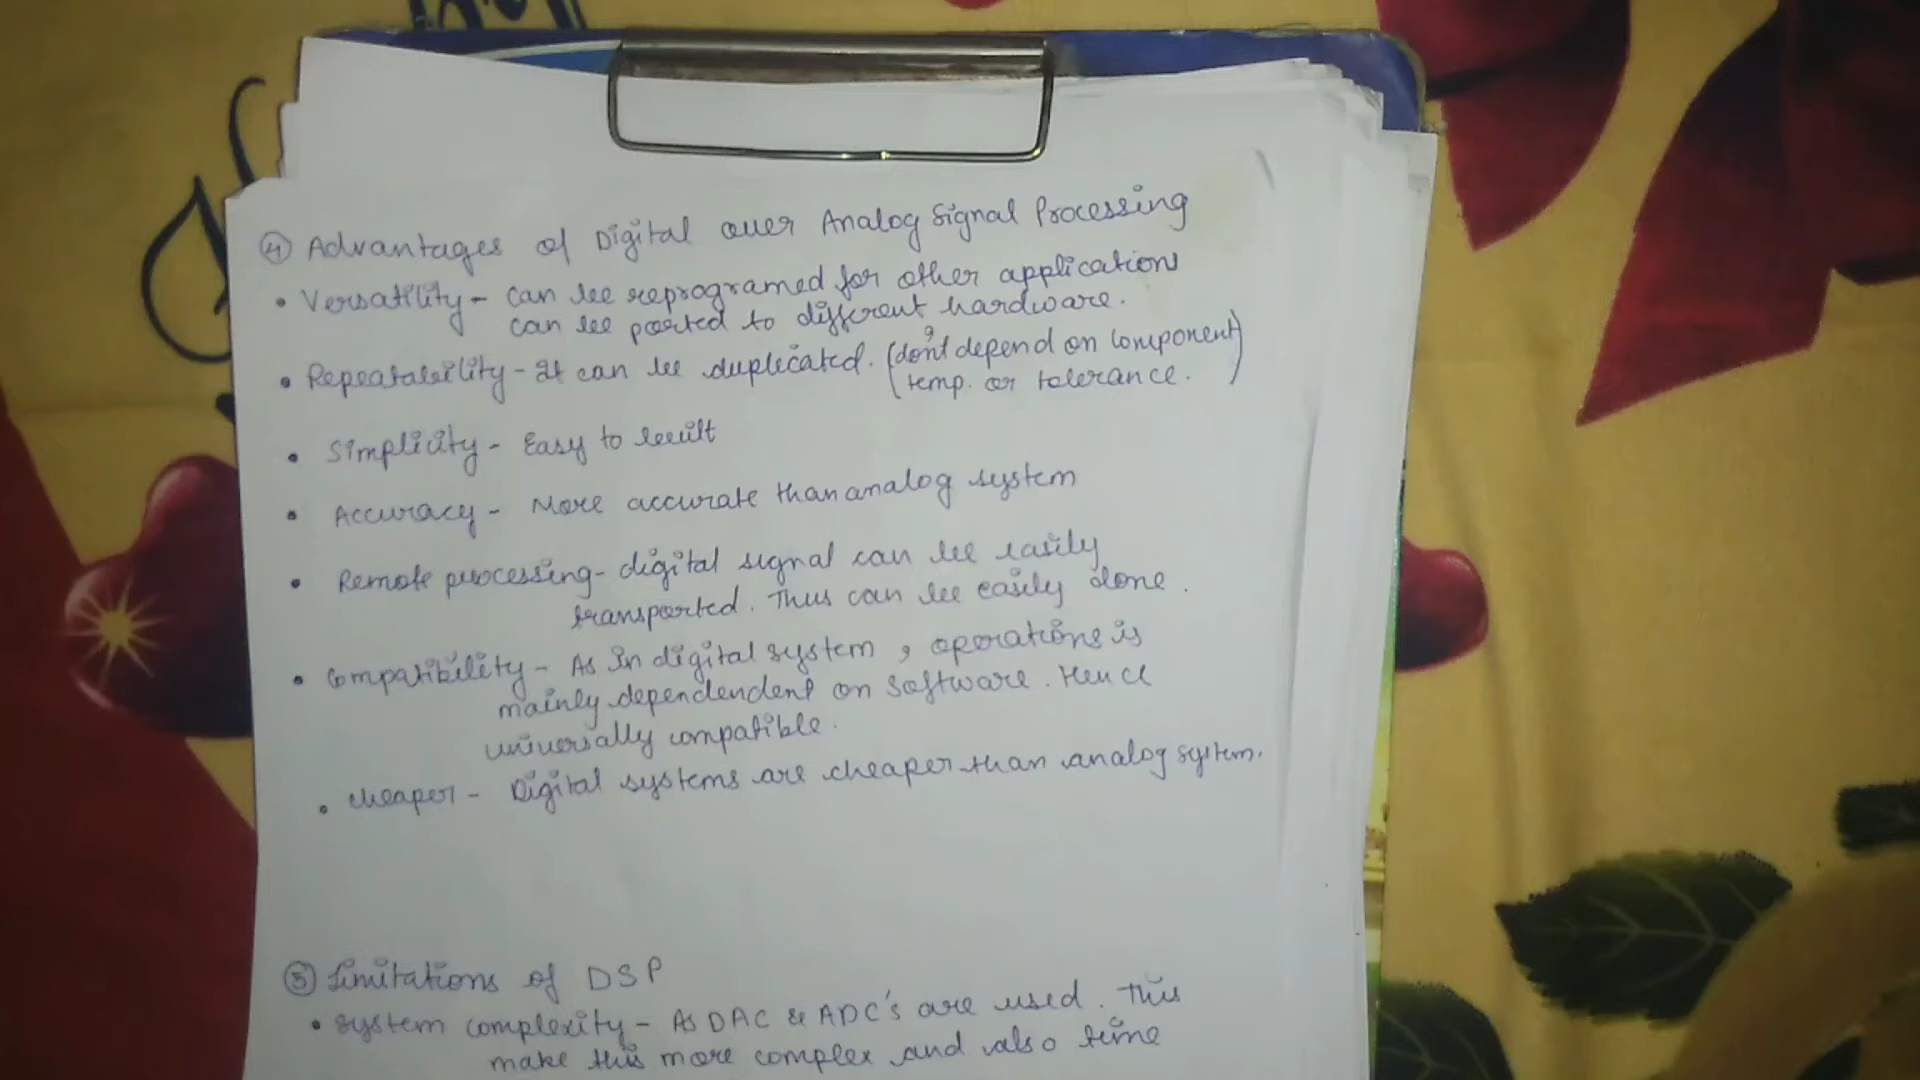 ④ Advantages of Digital over Analog Signal Processing
• Versatility - can be reprogramed for other applications
can be ported to different hardware.
• Repeatability - It can be duplicated. (don't depend on component
temp. or tolerance.)
• Simplicity - Easy to built
• Accuracy - More accurate than analog system
• Remote processing - digital signal can be easily
transported. Thus can be easily done.
• Compatibility - As in digital system, operations is
mainly dependendent on software. Hence
universally compatible.
• cheaper - Digital systems are cheaper than analog system.
⑤ Limitations of DSP
• System complexity - As DAC & ADC's are used. This
make this more complex and also time